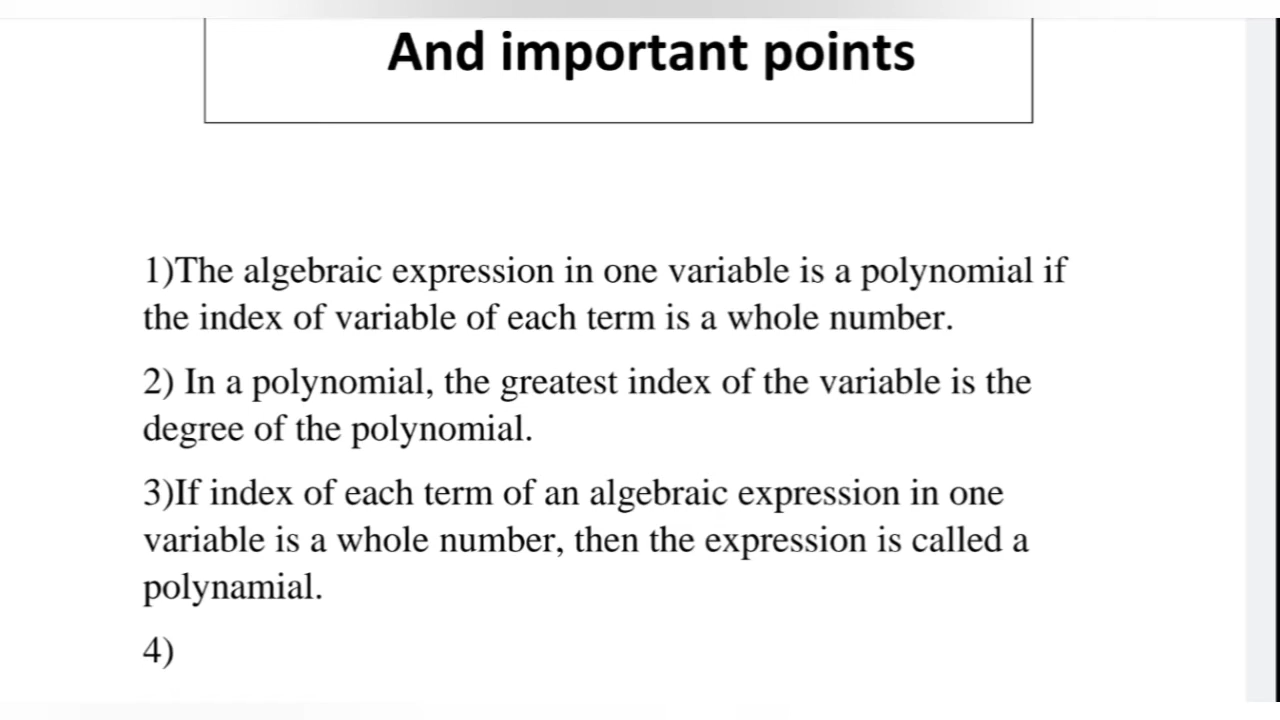 And important points
1)The algebraic expression in one variable is a polynomial if
the index of variable of each term is a whole number.
2) In a polynomial, the greatest index of the variable is the
degree of the polynomial.
3)If index of each term of an algebraic expression in one
variable is a whole number, then the expression is called a
polynamial.
4)